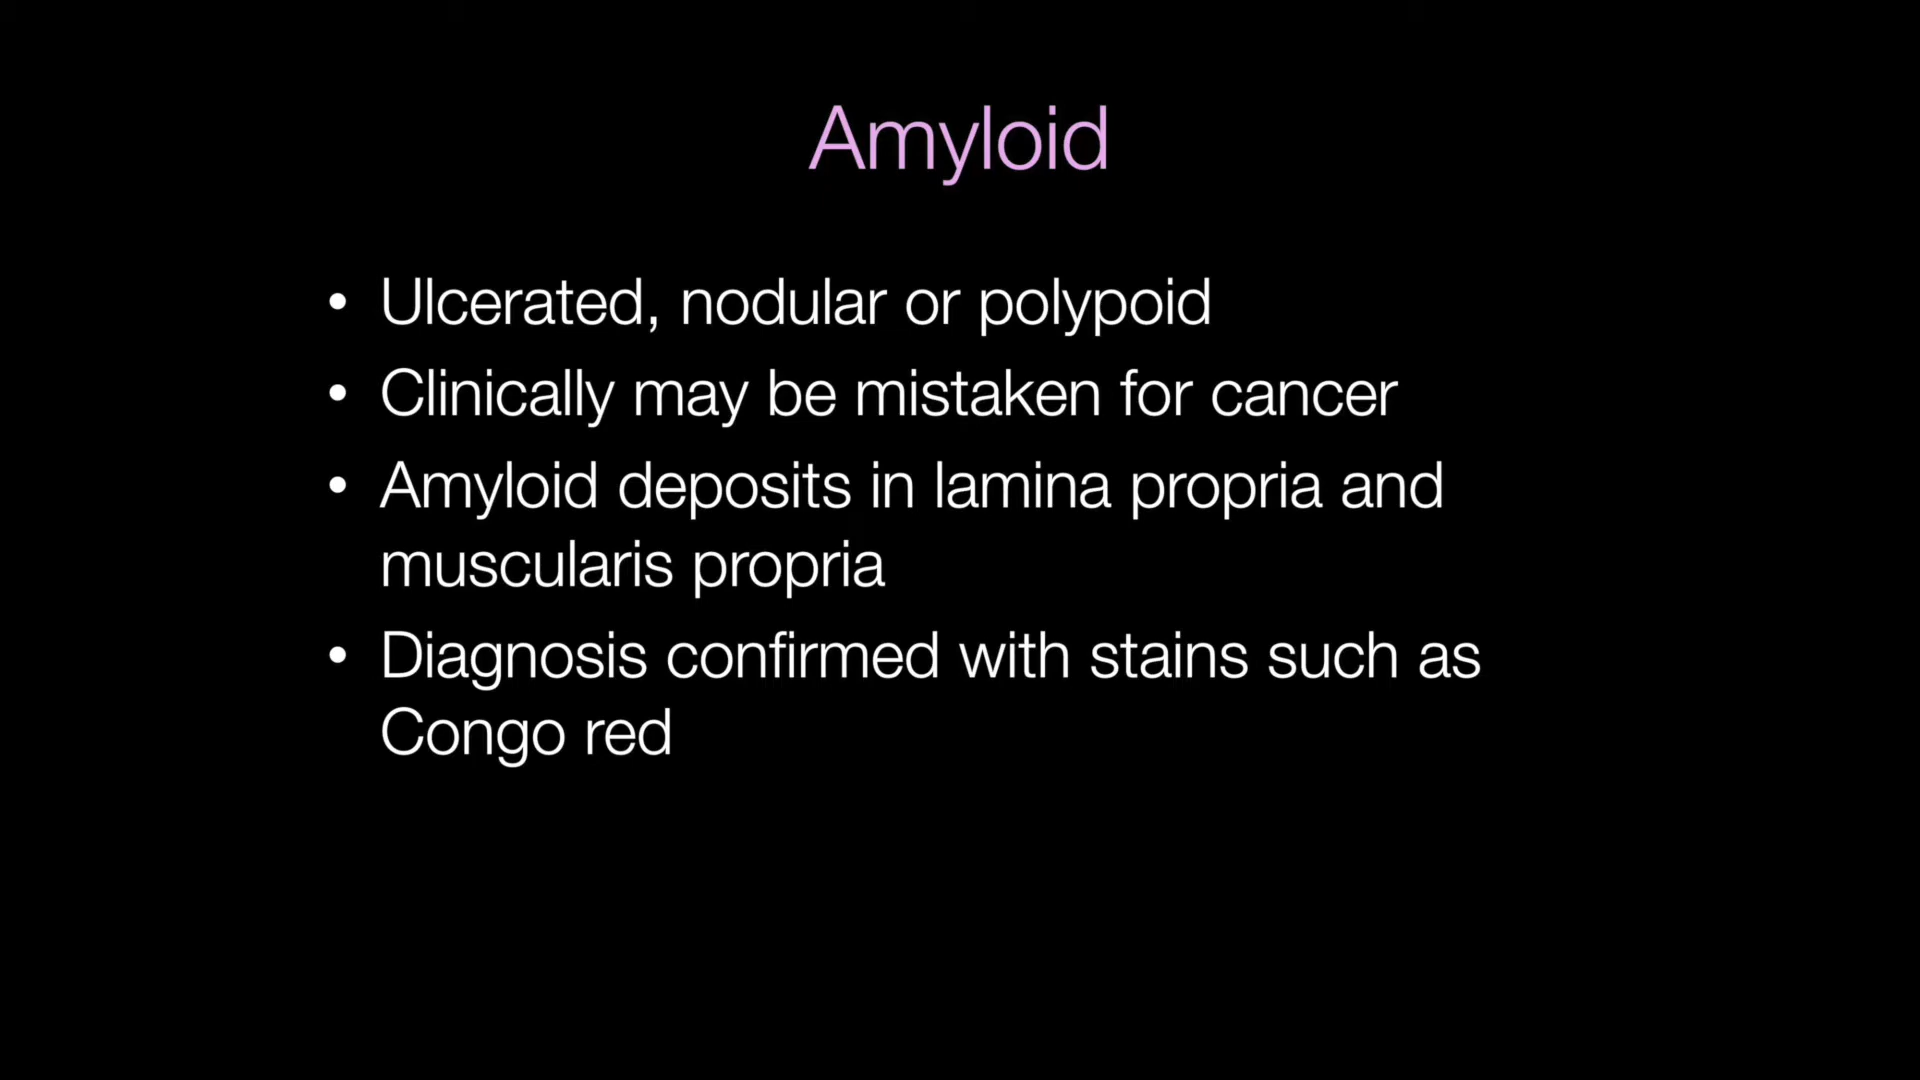 Amyloid
• Ulcerated, nodular or polypoid
• Clinically may be mistaken for cancer
• Amyloid deposits in lamina propria and
muscularis propria
• Diagnosis confirmed with stains such as
Congo red